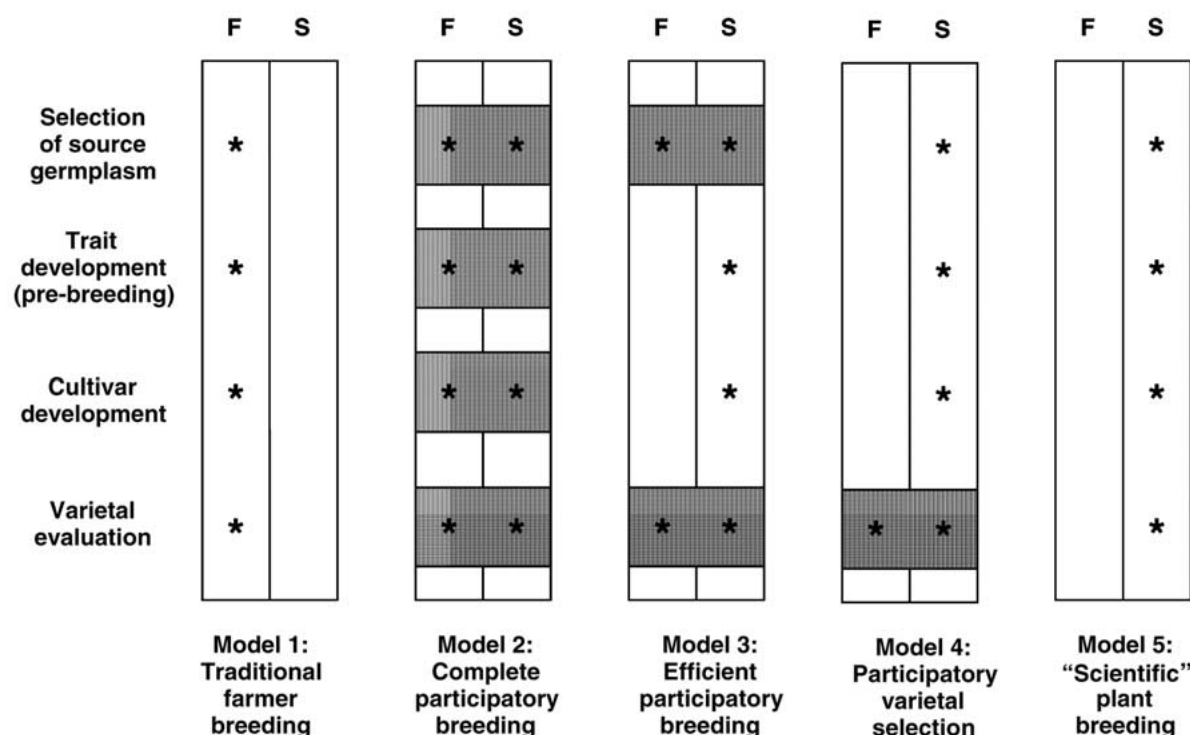 F S F S F S F S F S
Selection
of source
germplasm
* * * * * * *
Trait
development
(pre-breeding)
* * * * * *
Cultivar
development
* * * * * *
Varietal
evaluation
* * * * * * * *
Model 1:
Traditional
farmer
breeding
Model 2:
Complete
participatory
breeding
Model 3:
Efficient
participatory
breeding
Model 4:
Participatory
varietal
selection
Model 5:
“Scientific”
plant
breeding